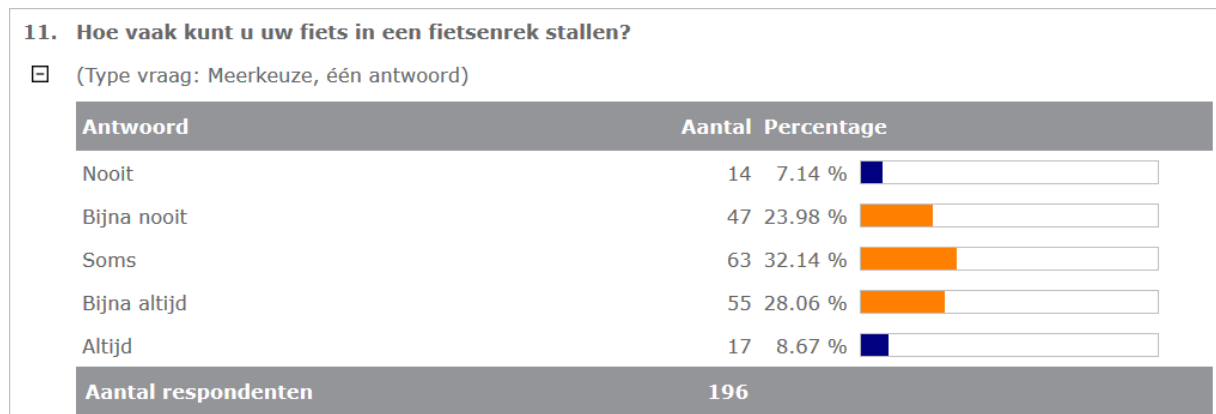 11. Hoe vaak kunt u uw fiets in een fietsenrek stallen?
(Type vraag: Meerkeuze, één antwoord)
Antwoord Aantal Percentage
Nooit 14 7.14 %
Bijna nooit 47 23.98 %
Soms 63 32.14 %
Bijna altijd 55 28.06 %
Altijd 17 8.67 %
Aantal respondenten 196